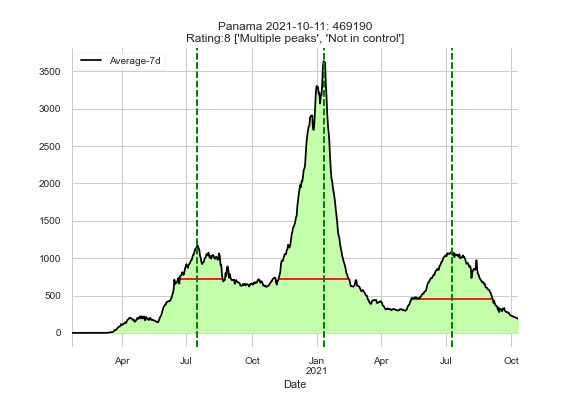 Panama 2021-10-11: 469190
Rating:8 ['Multiple peaks', 'Not in control']
Average-7d
3500
3000
2500
2000
1500
1000
500
0
Apr Jul Oct Jan Apr Jul Oct
2021
Date